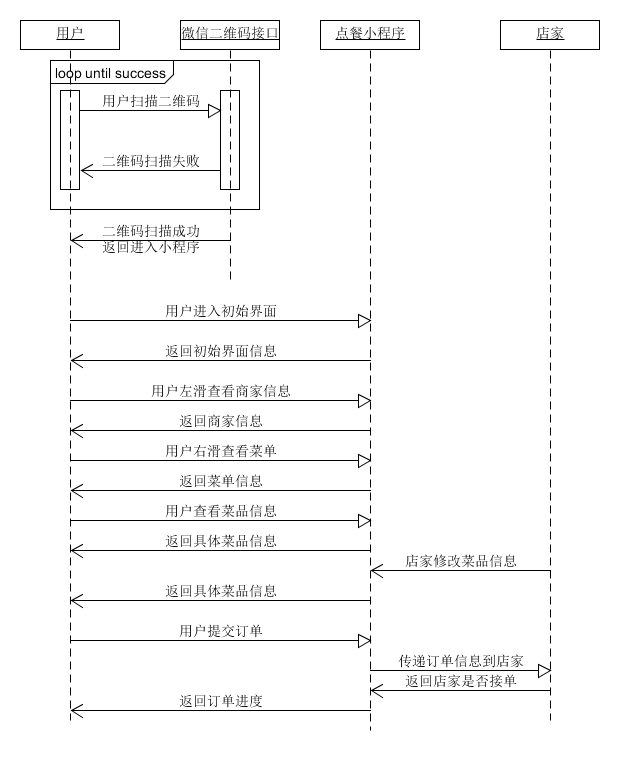 用户
微信二维码接口
点餐小程序
店家
loop until success
用户扫描二维码
二维码扫描失败
二维码扫描成功
返回进入小程序
用户进入初始界面
返回初始界面信息
用户左滑查看商家信息
返回商家信息
用户右滑查看菜单
返回菜单信息
用户查看菜品信息
返回具体菜品信息
店家修改菜品信息
返回具体菜品信息
用户提交订单
传递订单信息到店家
返回店家是否接单
返回订单进度